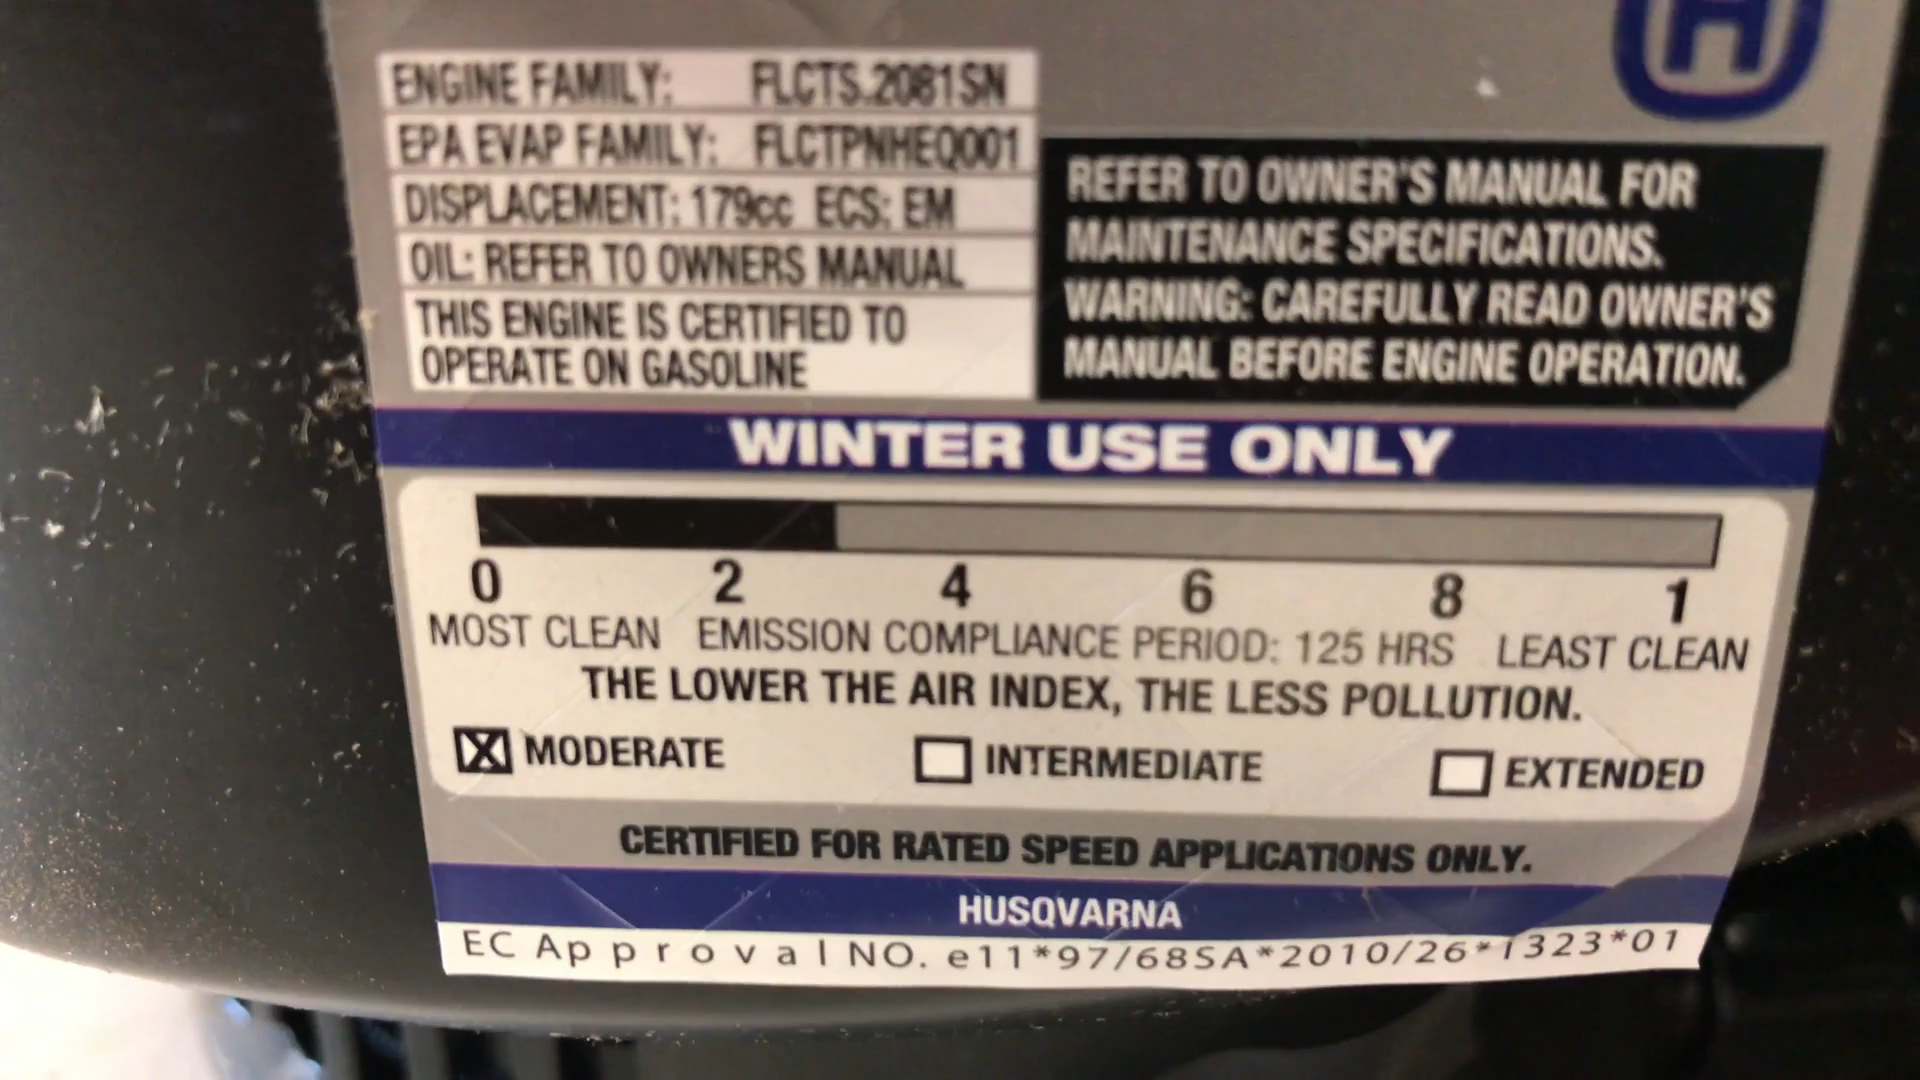 H
ENGINE FAMILY: FLCTS.2081SN
EPA EVAP FAMILY: FLCTPNHEQ001
DISPLACEMENT: 179cc ECS: EM
OIL: REFER TO OWNERS MANUAL
THIS ENGINE IS CERTIFIED TO
OPERATE ON GASOLINE
REFER TO OWNER'S MANUAL FOR
MAINTENANCE SPECIFICATIONS.
WARNING: CAREFULLY READ OWNER'S
MANUAL BEFORE ENGINE OPERATION.
WINTER USE ONLY
0 2 4 6 8 1
MOST CLEAN EMISSION COMPLIANCE PERIOD: 125 HRS LEAST CLEAN
THE LOWER THE AIR INDEX, THE LESS POLLUTION.
X MODERATE INTERMEDIATE EXTENDED
CERTIFIED FOR RATED SPEED APPLICATIONS ONLY.
HUSQVARNA
EC Approval NO. e11*97/68SA*2010/26*1323*01